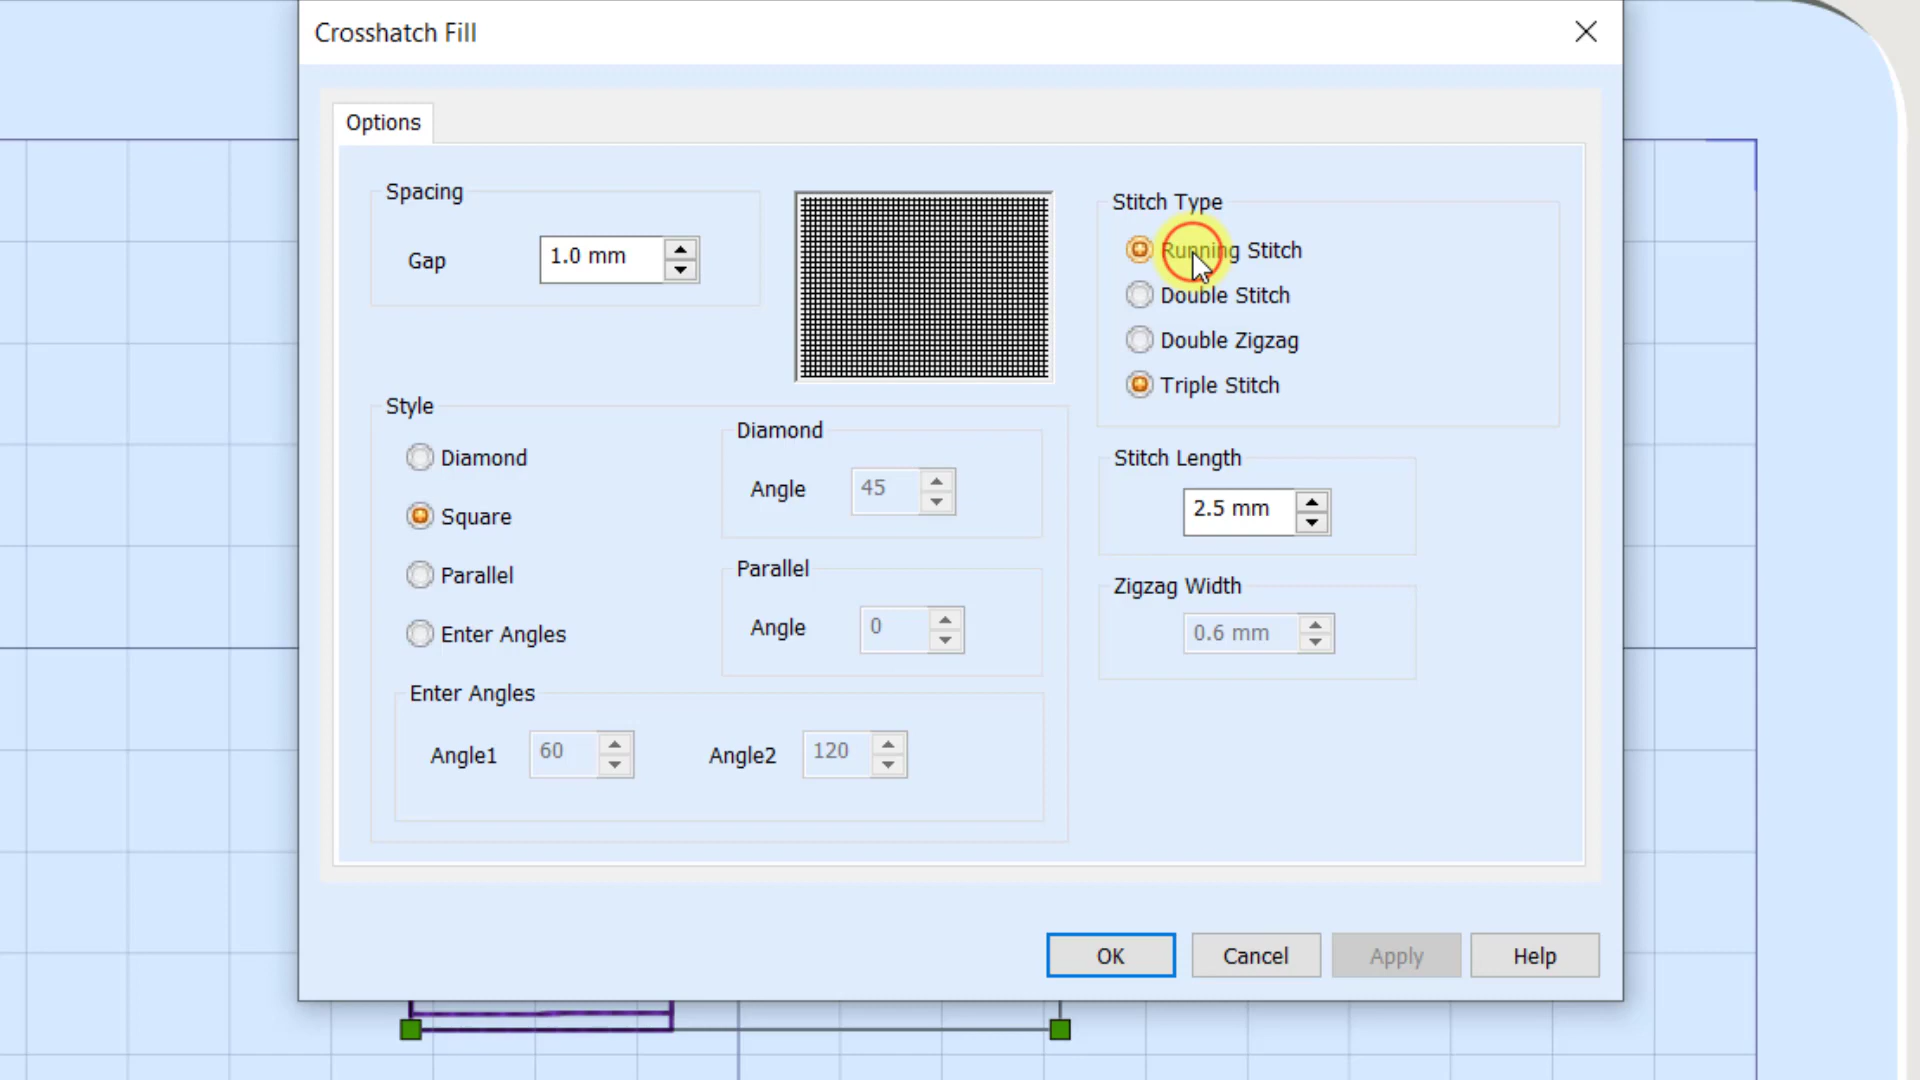 Crosshatch Fill
Options
Spacing
Gap
1.0 mm
Stitch Type
Running Stitch
Double Stitch
Double Zigzag
Triple Stitch
Style
Diamond
Square
Parallel
Enter Angles
Diamond
Angle
45
Parallel
Angle
0
Stitch Length
2.5 mm
Zigzag Width
0.6 mm
Enter Angles
Angle1
60
Angle2
120
OK
Cancel
Apply
Help